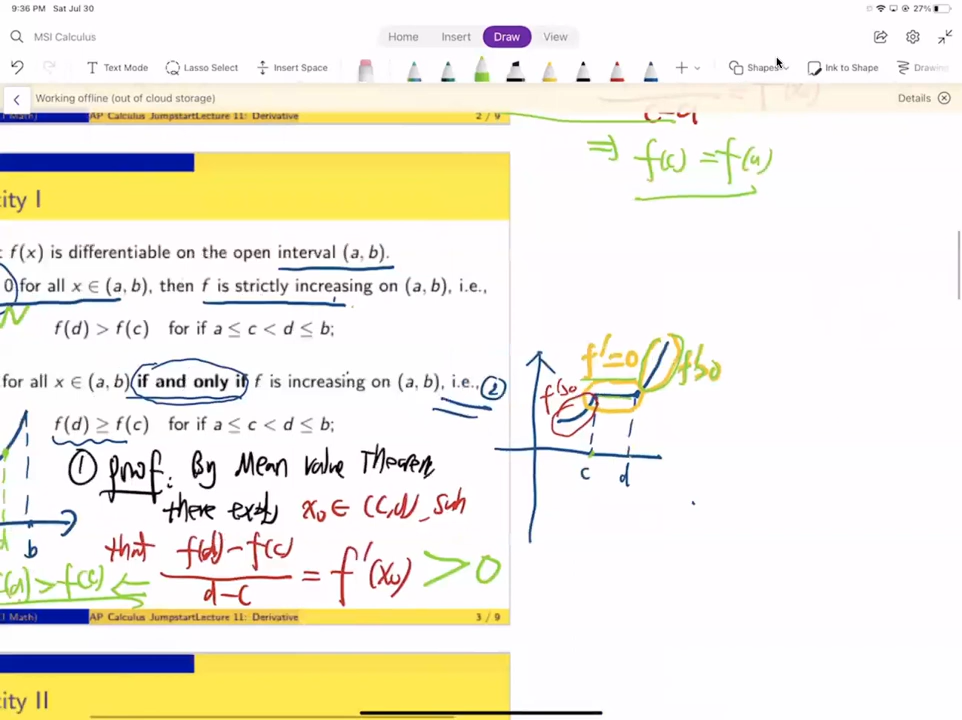 9:36 PM Sat Jul 30
27%
MSI Calculus
Home Insert Draw View
Text Mode Lasso Select Insert Space
Shapes Ink to Shape Drawing
Working offline (out of cloud storage)
Details
AP Calculus JumpstartLecture 11: Derivative 2 / 9
c-a
⇒ f(c) = f(a)
ity I
f(x) is differentiable on the open interval (a, b).
0 for all x ∈ (a, b), then f is strictly increasing on (a, b), i.e.,
f(d) > f(c) for if a ≤ c < d ≤ b;
for all x ∈ (a, b) if and only if f is increasing on (a, b), i.e., ②
f(d) ≥ f(c) for if a ≤ c < d ≤ b;
f'=0
f'>0
f'>0
c d
① proof: By Mean value Theorem
there exists x₀ ∈ (c,d) such
that f(d)-f(c) / d-c = f'(x₀) > 0
d b
f(d) > f(c) ⇐
Math) AP Calculus JumpstartLecture 11: Derivative 3 / 9
ity II